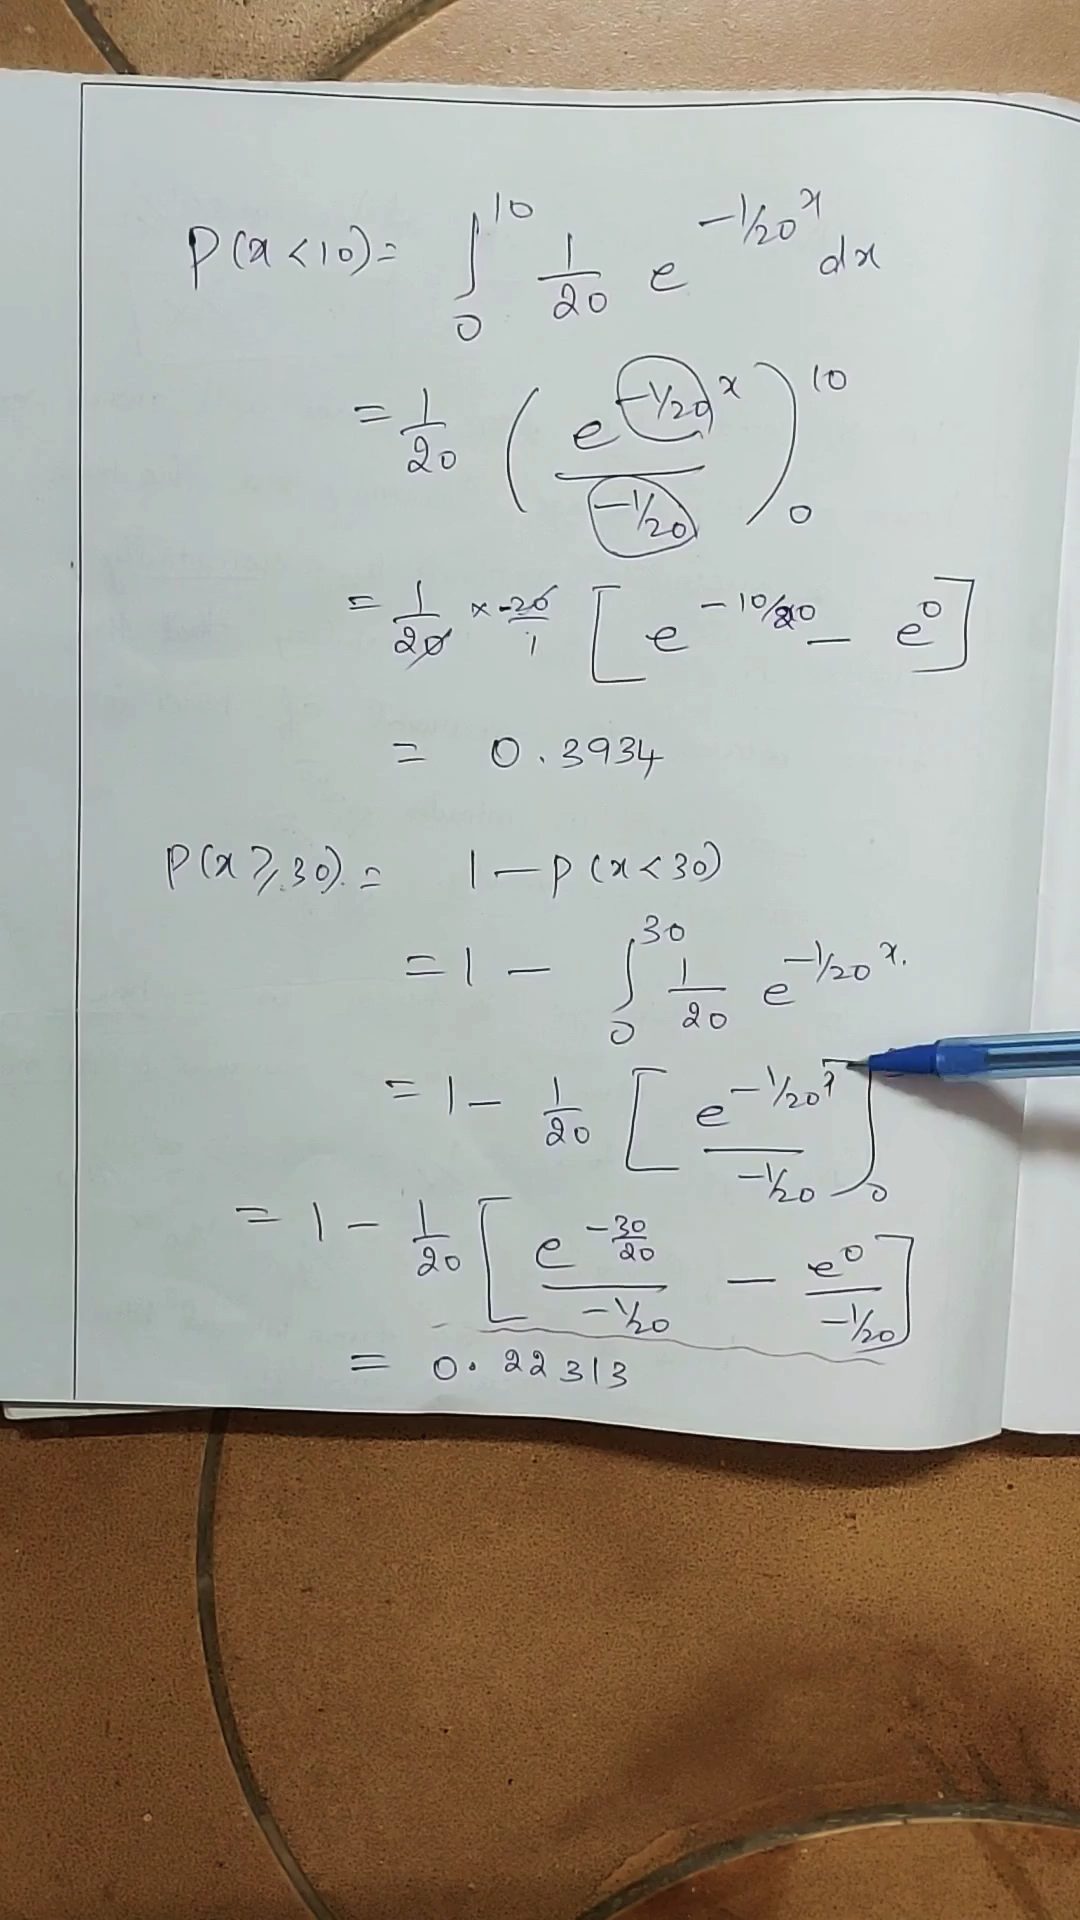 P(x<10)= ∫₀¹⁰ 1/20 e^(-1/20 x) dx
= 1/20 ( e^(-1/20 x) / (-1/20) )₀¹⁰
= 1/20 × -20/1 [ e^(-10/20) - e^0 ]
= 0.3934
P(x≥30) = 1-P(x<30)
= 1 - ∫₀³⁰ 1/20 e^(-1/20 x).
= 1 - 1/20 [ e^(-1/20 x) / (-1/20) ]₀
= 1 - 1/20 [ e^(-30/20) / (-1/20) - e^0 / (-1/20) ]
= 0.22313